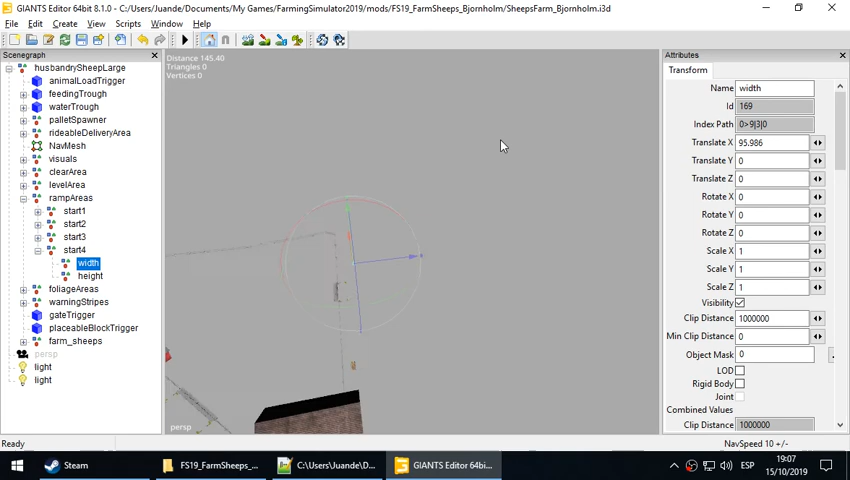 GIANTS Editor 64bit 8.1.0 - C:/Users/Juande/Documents/My Games/FarmingSimulator2019/mods/FS19_FarmSheeps_Bjornholm/SheepsFarm_Bjornholm.i3d
File Edit Create View Scripts Window Help
Scenegraph
husbandrySheepLarge
animalLoadTrigger
feedingTrough
waterTrough
palletSpawner
rideableDeliveryArea
NavMesh
visuals
clearArea
levelArea
rampAreas
start1
start2
start3
start4
width
height
foliageAreas
warningStripes
gateTrigger
placeableBlockTrigger
farm_sheeps
persp
light
light
Distance 145.40
Triangles 0
Vertices 0
persp
Attributes
Transform
Name width
Id 169
Index Path 0>9|3|0
Translate X 95.986
Translate Y 0
Translate Z 0
Rotate X 0
Rotate Y 0
Rotate Z 0
Scale X 1
Scale Y 1
Scale Z 1
Visibility
Clip Distance 1000000
Min Clip Distance 0
Object Mask 0
LOD
Rigid Body
Joint
Combined Values
Clip Distance 1000000
Ready
NavSpeed 10 +/-
Steam
FS19_FarmSheeps_...
C:\Users\Juande\D...
GIANTS Editor 64bi...
ESP
19:07
15/10/2019